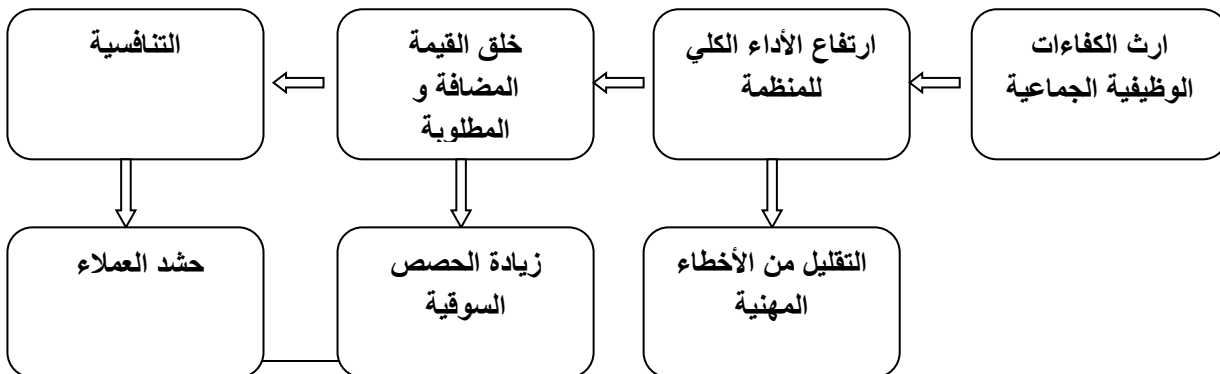 ارث الكفاءات
الوظيفية الجماعية
ارتفاع الأداء الكلي
للمنظمة
خلق القيمة
المضافة و
المطلوبة
التنافسية
التقليل من الأخطاء
المهنية
زيادة الحصص
السوقية
حشد العملاء